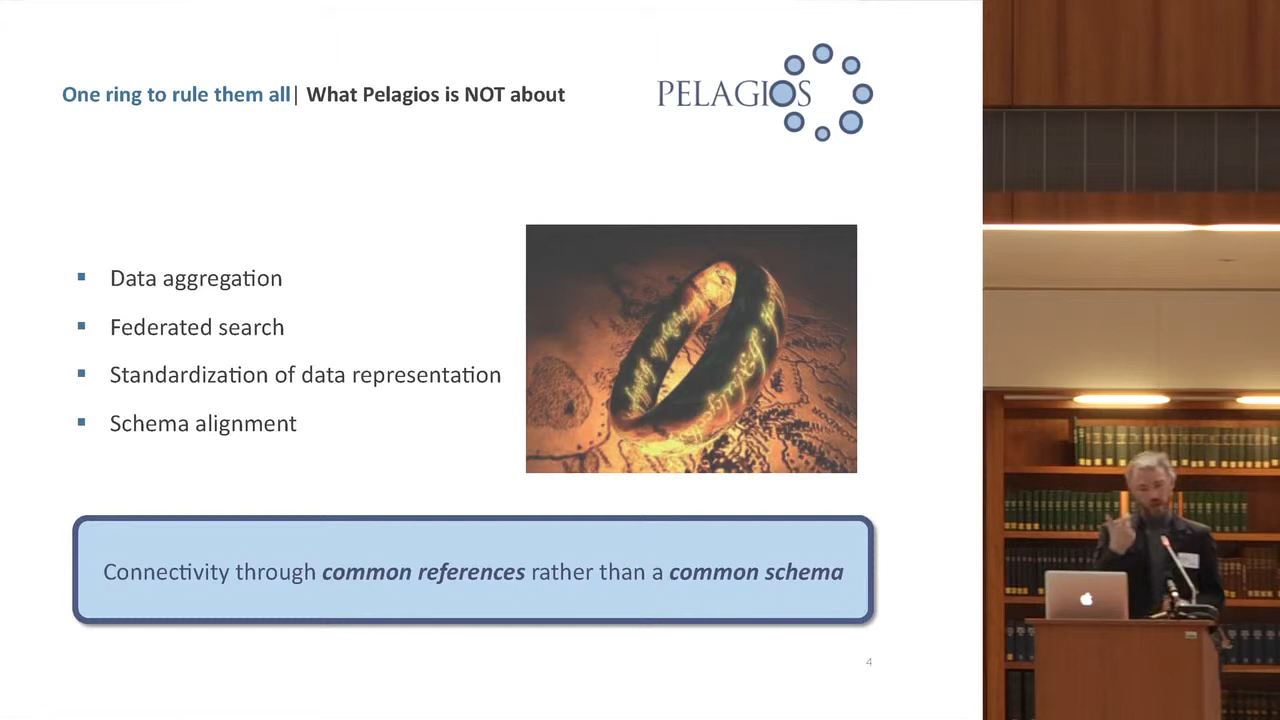 One ring to rule them all| What Pelagios is NOT about
PELAGIOS
Data aggregation
Federated search
Standardization of data representation
Schema alignment
Connectivity through common references rather than a common schema
4